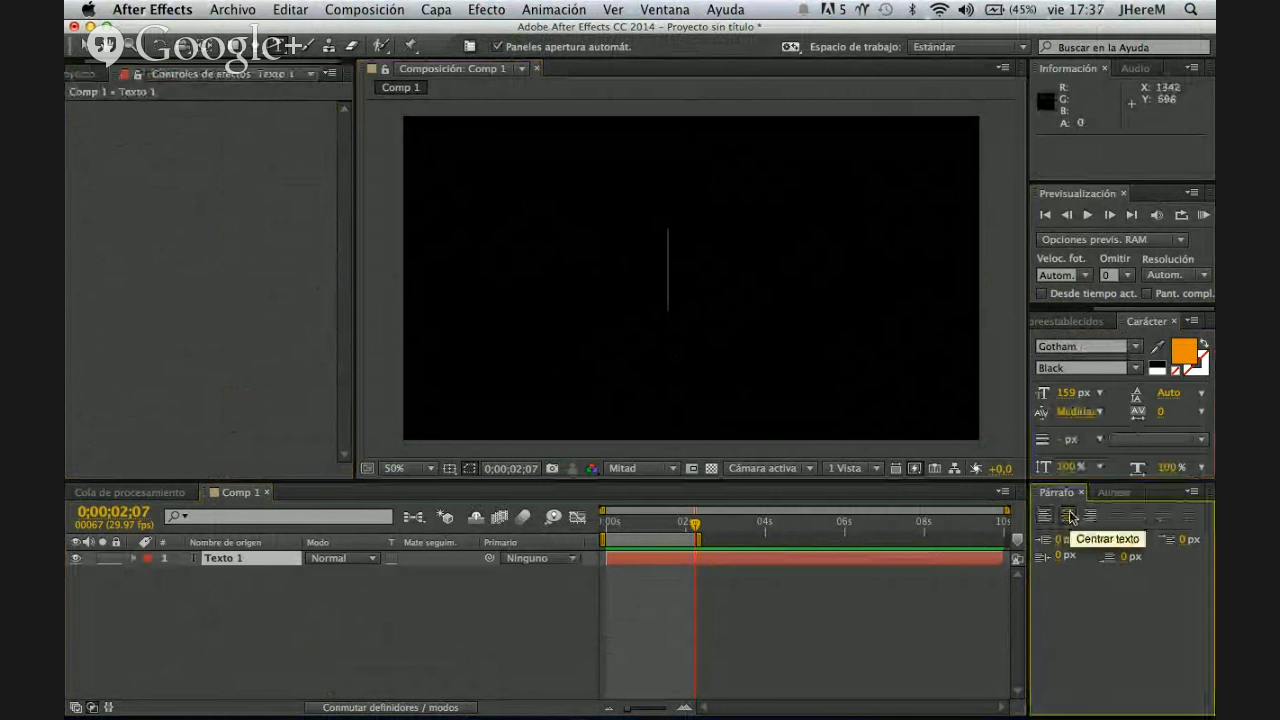 After Effects Archivo Editar Composición Capa Efecto Animación Ver Ventana Ayuda A 5 (45%) vie 17:37 JHereM
Adobe After Effects CC 2014 – Proyecto sin título *
Google+
Paneles apertura automát. Espacio de trabajo: Estándar Buscar en la Ayuda
Controles de efectos: Texto 1 Composición: Comp 1 Información Audio
Comp 1 • Texto 1 Comp 1
R: X: 1342
G: Y: 596
B:
A: 0
Previsualización
Opciones previs. RAM
Veloc. fot. Omitir Resolución
Autom. 0 Autom.
Desde tiempo act. Pant. compl.
reestablecidos Carácter
Gotham
Black
159 px Auto
0
- px
100 % 100 %
50% 0;00;02;07 Mitad Cámara activa 1 Vista +0,0
Cola de procesamiento Comp 1 Párrafo Alinear
0;00;02;07
00067 (29.97 fps)
:00s 02s 04s 06s 08s 10s
Nombre de origen Modo T Mate seguim. Primario
1 T Texto 1 Normal Ninguno
0 px
Centrar texto
0 px 0 px
Conmutar definidores / modos